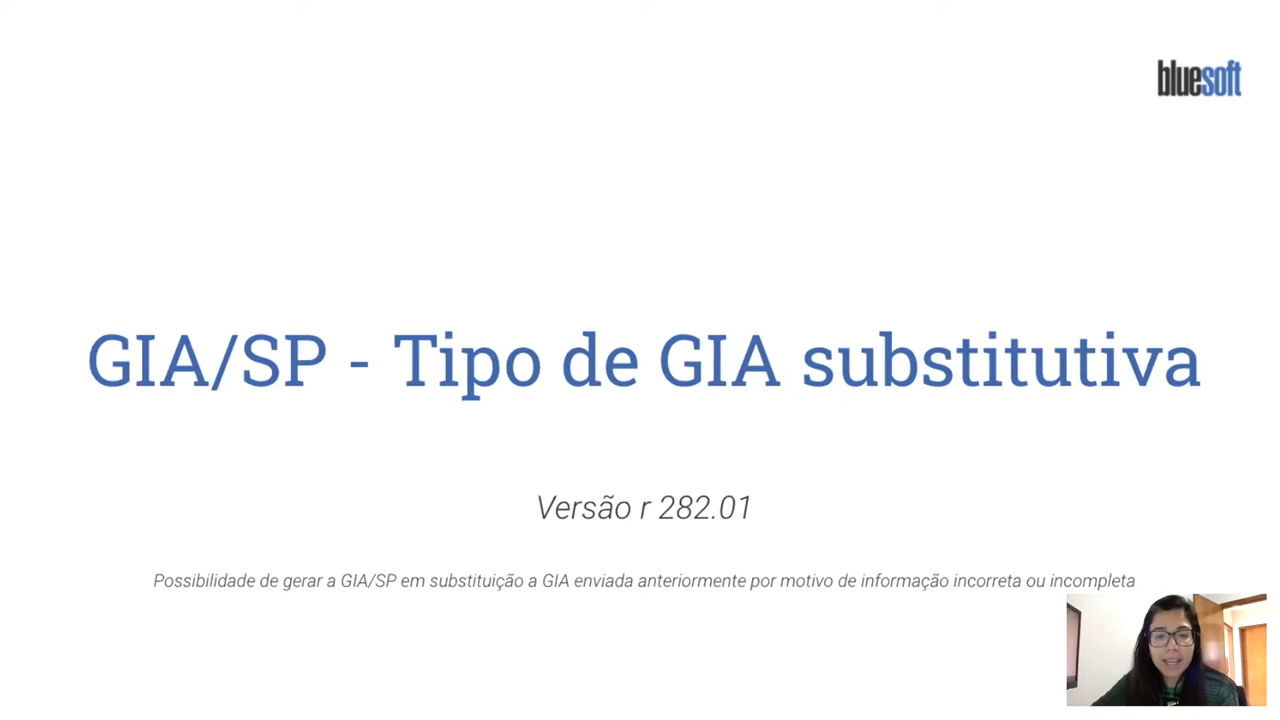 bluesoft
GIA/SP - Tipo de GIA substitutiva
Versão r 282.01
Possibilidade de gerar a GIA/SP em substituição a GIA enviada anteriormente por motivo de informação incorreta ou incompleta